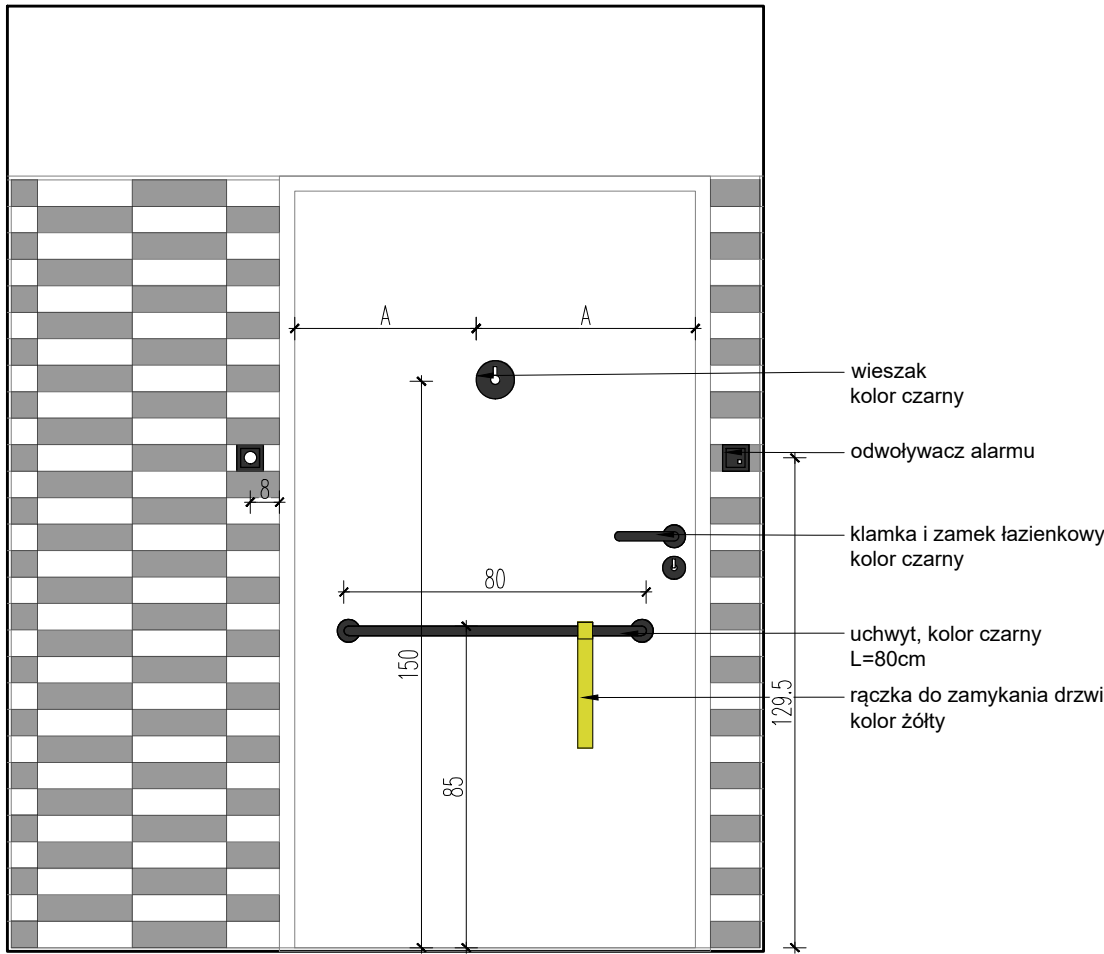 A
A
wieszak
kolor czarny
odwoływacz alarmu
8
klamka i zamek łazienkowy
kolor czarny
80
uchwyt, kolor czarny
L=80cm
150
rączka do zamykania drzwi
kolor żółty
129.5
85